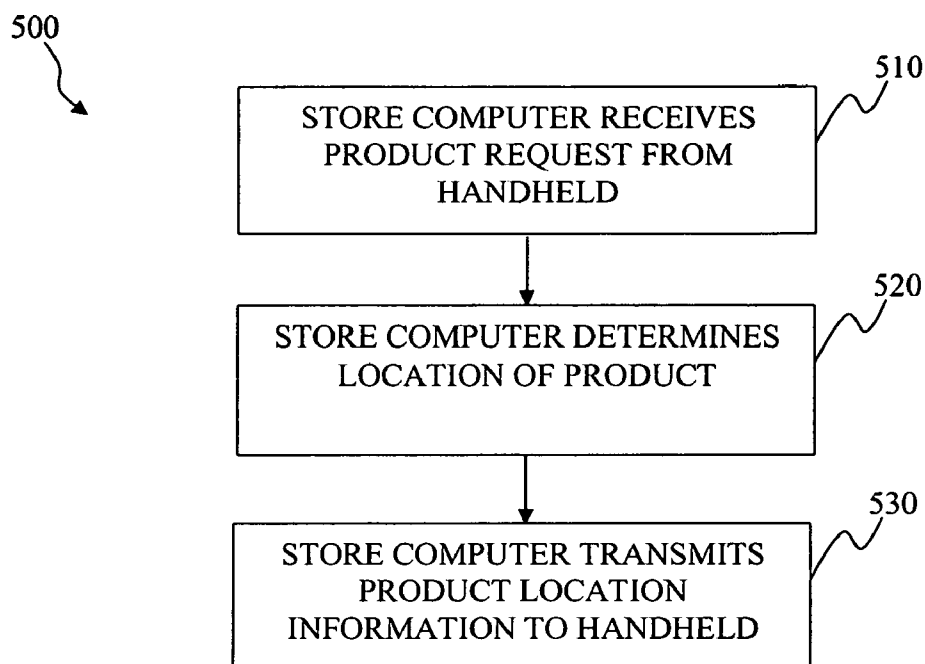 500
510
STORE COMPUTER RECEIVES
PRODUCT REQUEST FROM
HANDHELD
520
STORE COMPUTER DETERMINES
LOCATION OF PRODUCT
530
STORE COMPUTER TRANSMITS
PRODUCT LOCATION
INFORMATION TO HANDHELD